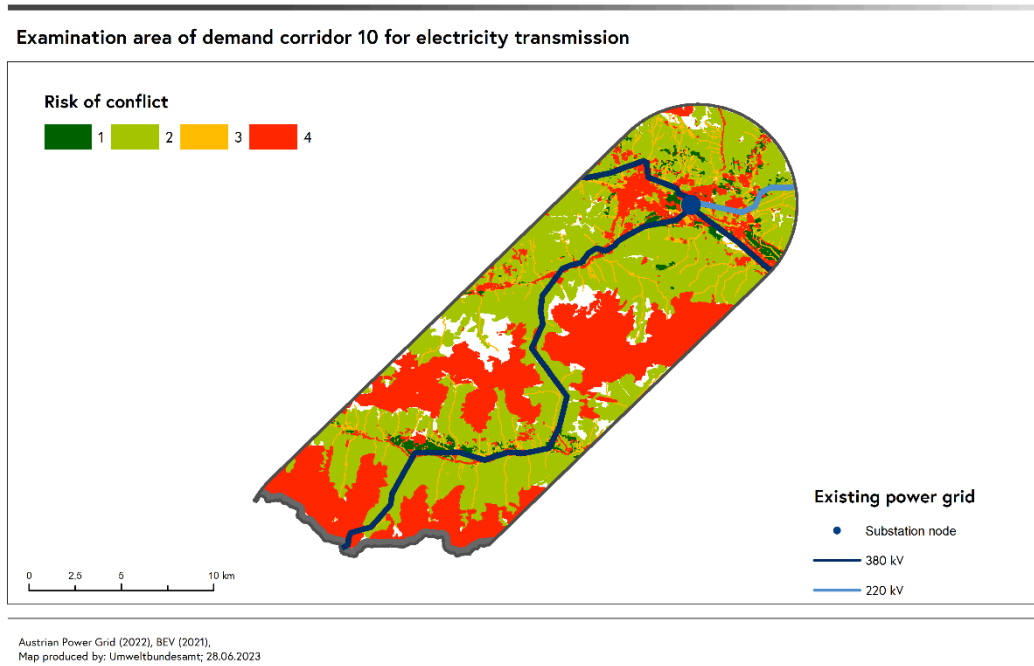 Examination area of demand corridor 10 for electricity transmission
Risk of conflict
1 2 3 4
Existing power grid
Substation node
380 kV
220 kV
0 2,5 5 10 km
Austrian Power Grid (2022), BEV (2021),
Map produced by: Umweltbundesamt; 28.06.2023